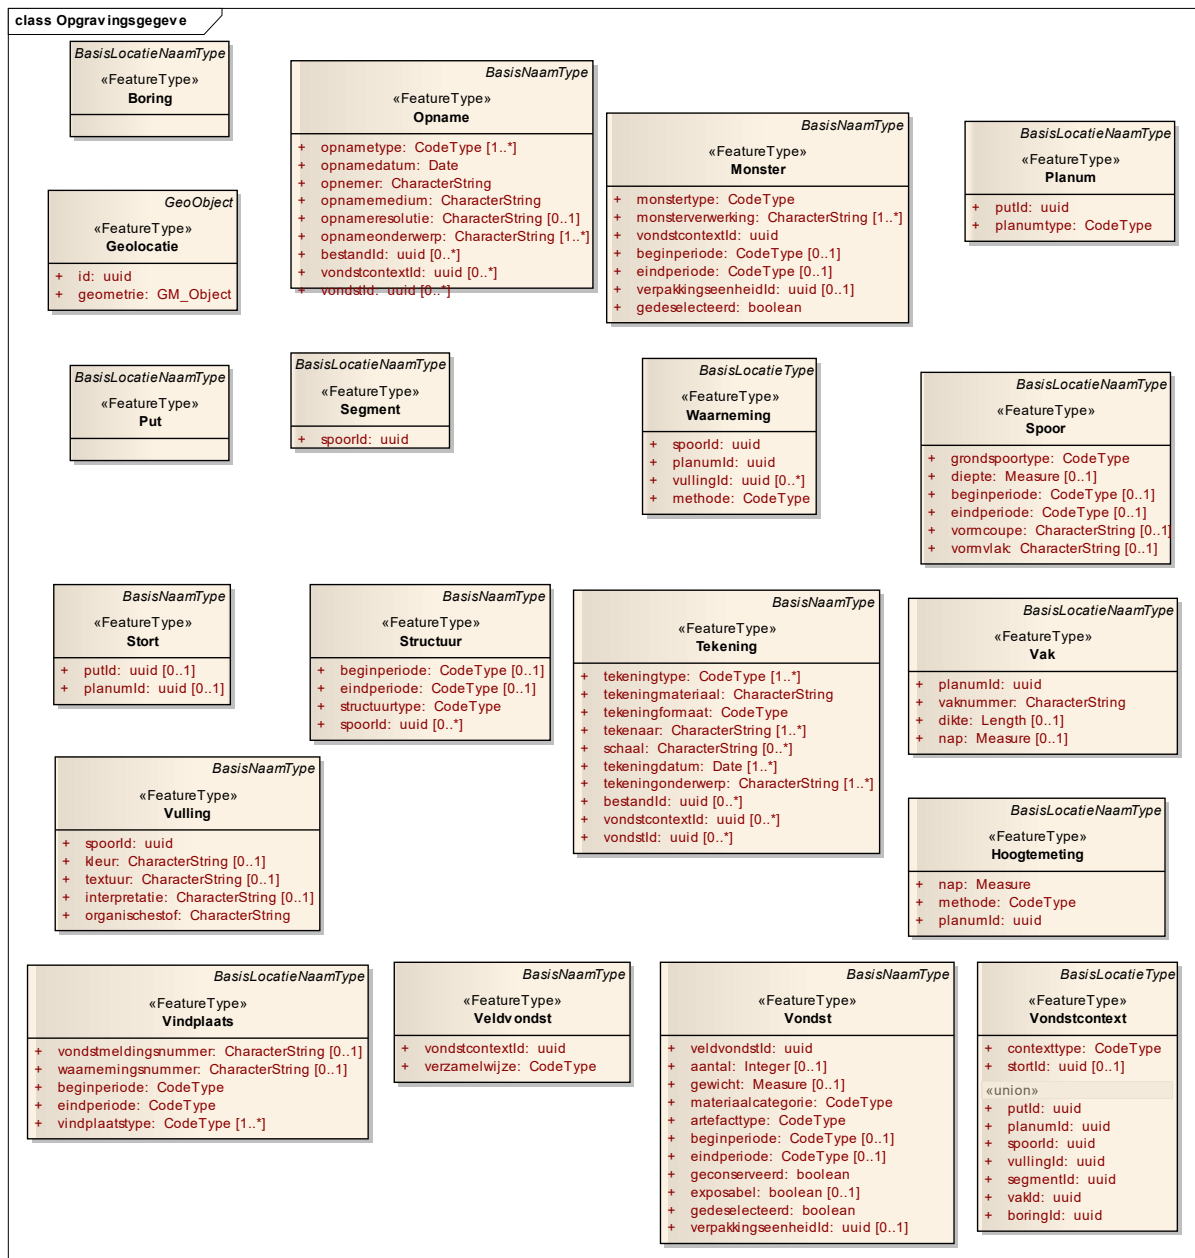 class Opgravingsgegeve
BasisLocatieNaamType
«FeatureType»
Boring
BasisNaamType
«FeatureType»
Opname
+ opnametype: CodeType [1..*]
+ opnamedatum: Date
+ opnemer: CharacterString
+ opnamemedium: CharacterString
+ opnameresolutie: CharacterString [0..1]
+ opnameonderwerp: CharacterString [1..*]
+ bestandId: uuid [0..*]
+ vondstcontextId: uuid [0..*]
+ vondstId: uuid [0..*]
BasisNaamType
«FeatureType»
Monster
+ monstertype: CodeType
+ monsterverwerking: CharacterString [1..*]
+ vondstcontextId: uuid
+ beginperiode: CodeType [0..1]
+ eindperiode: CodeType [0..1]
+ verpakkingseenheidId: uuid [0..1]
+ gedeselecteerd: boolean
BasisLocatieNaamType
«FeatureType»
Planum
+ putId: uuid
+ planumtype: CodeType
GeoObject
«FeatureType»
Geolocatie
+ id: uuid
+ geometrie: GM_Object
BasisLocatieNaamType
«FeatureType»
Put
BasisLocatieNaamType
«FeatureType»
Segment
+ spoorId: uuid
BasisLocatieType
«FeatureType»
Waarneming
+ spoorId: uuid
+ planumId: uuid
+ vullingId: uuid [0..*]
+ methode: CodeType
BasisLocatieNaamType
«FeatureType»
Spoor
+ grondspoortype: CodeType
+ diepte: Measure [0..1]
+ beginperiode: CodeType [0..1]
+ eindperiode: CodeType [0..1]
+ vormcoupe: CharacterString [0..1]
+ vormvlak: CharacterString [0..1]
BasisNaamType
«FeatureType»
Stort
+ putId: uuid [0..1]
+ planumId: uuid [0..1]
BasisNaamType
«FeatureType»
Structuur
+ beginperiode: CodeType [0..1]
+ eindperiode: CodeType [0..1]
+ structuurtype: CodeType
+ spoorId: uuid [0..*]
BasisNaamType
«FeatureType»
Tekening
+ tekeningtype: CodeType [1..*]
+ tekeningmateriaal: CharacterString
+ tekeningformaat: CodeType
+ tekenaar: CharacterString [1..*]
+ schaal: CharacterString [0..*]
+ tekeningdatum: Date [1..*]
+ tekeningonderwerp: CharacterString [1..*]
+ bestandId: uuid [0..*]
+ vondstcontextId: uuid [0..*]
+ vondstId: uuid [0..*]
BasisLocatieNaamType
«FeatureType»
Vak
+ planumId: uuid
+ vaknummer: CharacterString
+ dikte: Length [0..1]
+ nap: Measure [0..1]
BasisNaamType
«FeatureType»
Vulling
+ spoorId: uuid
+ kleur: CharacterString [0..1]
+ textuur: CharacterString [0..1]
+ interpretatie: CharacterString [0..1]
+ organischestof: CharacterString
BasisLocatieNaamType
«FeatureType»
Hoogtemeting
+ nap: Measure
+ methode: CodeType
+ planumId: uuid
BasisLocatieNaamType
«FeatureType»
Vindplaats
+ vondstmeldingsnummer: CharacterString [0..1]
+ waarnemingsnummer: CharacterString [0..1]
+ beginperiode: CodeType
+ eindperiode: CodeType
+ vindplaatstype: CodeType [1..*]
BasisNaamType
«FeatureType»
Veldvondst
+ vondstcontextId: uuid
+ verzamelwijze: CodeType
BasisNaamType
«FeatureType»
Vondst
+ veldvondstId: uuid
+ aantal: Integer [0..1]
+ gewicht: Measure [0..1]
+ materiaalcategorie: CodeType
+ artefacttype: CodeType
+ beginperiode: CodeType [0..1]
+ eindperiode: CodeType [0..1]
+ geconserveerd: boolean
+ exposabel: boolean [0..1]
+ gedeselecteerd: boolean
+ verpakkingseenheidId: uuid [0..1]
BasisLocatieType
«FeatureType»
Vondstcontext
+ contexttype: CodeType
+ stortId: uuid [0..1]
«union»
+ putId: uuid
+ planumId: uuid
+ spoorId: uuid
+ vullingId: uuid
+ segmentId: uuid
+ vakId: uuid
+ boringId: uuid